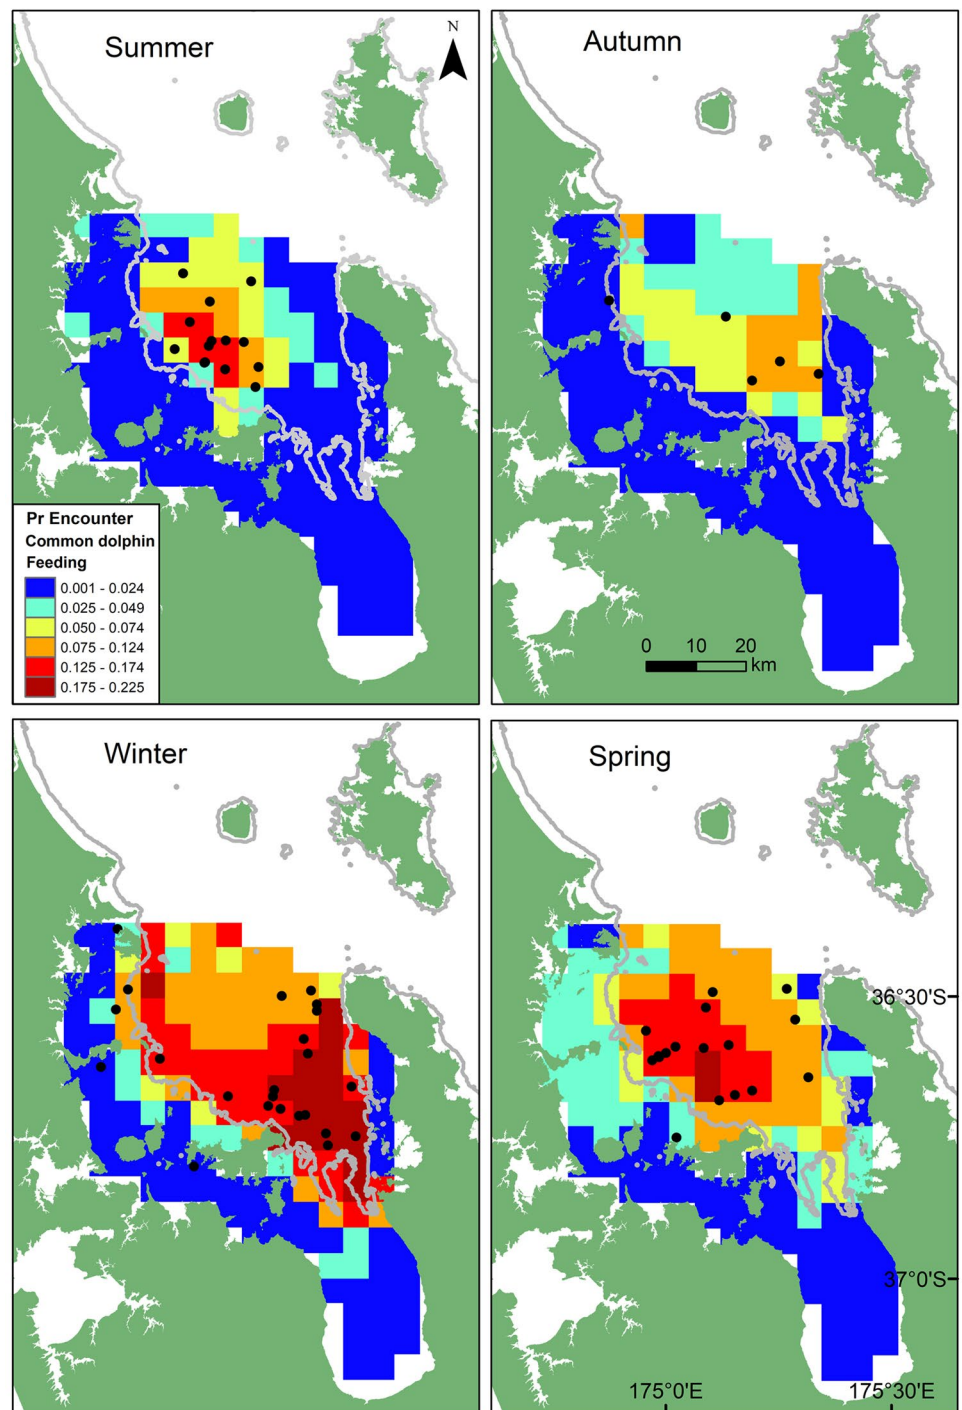 Summer
N
Autumn
Pr Encounter
Common dolphin
Feeding
0.001 - 0.024
0.025 - 0.049
0.050 - 0.074
0.075 - 0.124
0.125 - 0.174
0.175 - 0.225
0 10 20
km
Winter
Spring
36°30'S
37°0'S
175°0'E
175°30'E